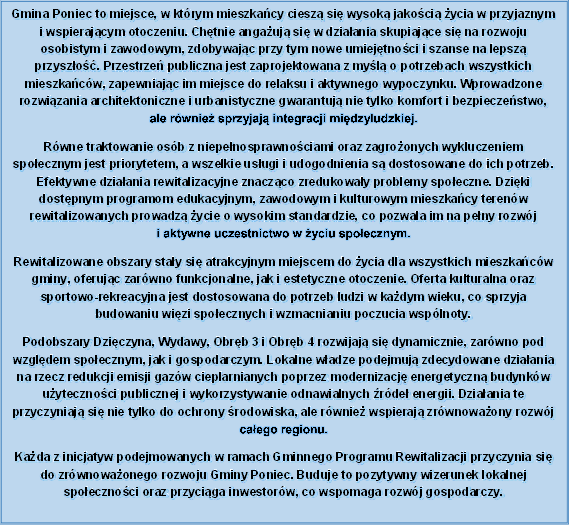 Gmina Poniec to miejsce, w którym mieszkańcy cieszą się wysoką jakością życia w przyjaznym
i wspierającym otoczeniu. Chętnie angażują się w działania skupiające się na rozwoju
osobistym i zawodowym, zdobywając przy tym nowe umiejętności i szanse na lepszą
przyszłość. Przestrzeń publiczna jest zaprojektowana z myślą o potrzebach wszystkich
mieszkańców, zapewniając im miejsce do relaksu i aktywnego wypoczynku. Wprowadzone
rozwiązania architektoniczne i urbanistyczne gwarantują nie tylko komfort i bezpieczeństwo,
ale również sprzyjają integracji międzyludzkiej.
Równe traktowanie osób z niepełnosprawnościami oraz zagrożonych wykluczeniem
społecznym jest priorytetem, a wszelkie usługi i udogodnienia są dostosowane do ich potrzeb.
Efektywne działania rewitalizacyjne znacząco zredukowały problemy społeczne. Dzięki
dostępnym programom edukacyjnym, zawodowym i kulturowym mieszkańcy terenów
rewitalizowanych prowadzą życie o wysokim standardzie, co pozwala im na pełny rozwój
i aktywne uczestnictwo w życiu społecznym.
Rewitalizowane obszary stały się atrakcyjnym miejscem do życia dla wszystkich mieszkańców
gminy, oferując zarówno funkcjonalne, jak i estetyczne otoczenie. Oferta kulturalna oraz
sportowo-rekreacyjna jest dostosowana do potrzeb ludzi w każdym wieku, co sprzyja
budowaniu więzi społecznych i wzmacnianiu poczucia wspólnoty.
Podobszary Dzięczyna, Wydawy, Obręb 3 i Obręb 4 rozwijają się dynamicznie, zarówno pod
względem społecznym, jak i gospodarczym. Lokalne władze podejmują zdecydowane działania
na rzecz redukcji emisji gazów cieplarnianych poprzez modernizację energetyczną budynków
użyteczności publicznej i wykorzystywanie odnawialnych źródeł energii. Działania te
przyczyniają się nie tylko do ochrony środowiska, ale również wspierają zrównoważony rozwój
całego regionu.
Każda z inicjatyw podejmowanych w ramach Gminnego Programu Rewitalizacji przyczynia się
do zrównoważonego rozwoju Gminy Poniec. Buduje to pozytywny wizerunek lokalnej
społeczności oraz przyciąga inwestorów, co wspomaga rozwój gospodarczy.